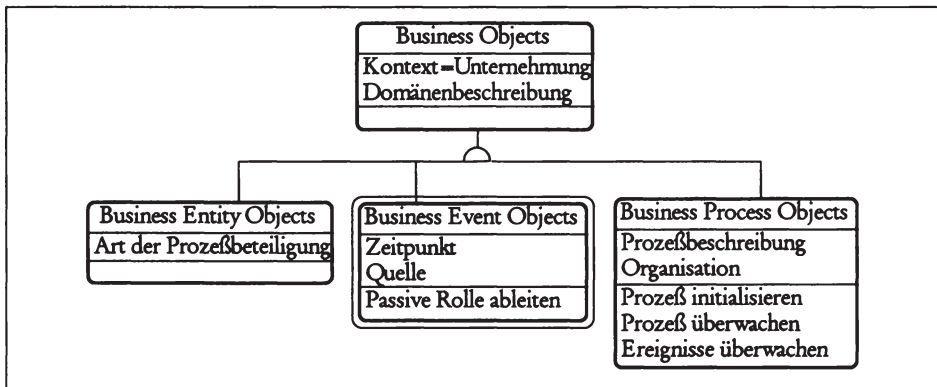 Business Objects
Kontext=Unternehmung
Domänenbeschreibung
Business Entity Objects
Art der Prozeßbeteiligung
Business Event Objects
Zeitpunkt
Quelle
Passive Rolle ableiten
Business Process Objects
Prozeßbeschreibung
Organisation
Prozeß initialisieren
Prozeß überwachen
Ereignisse überwachen